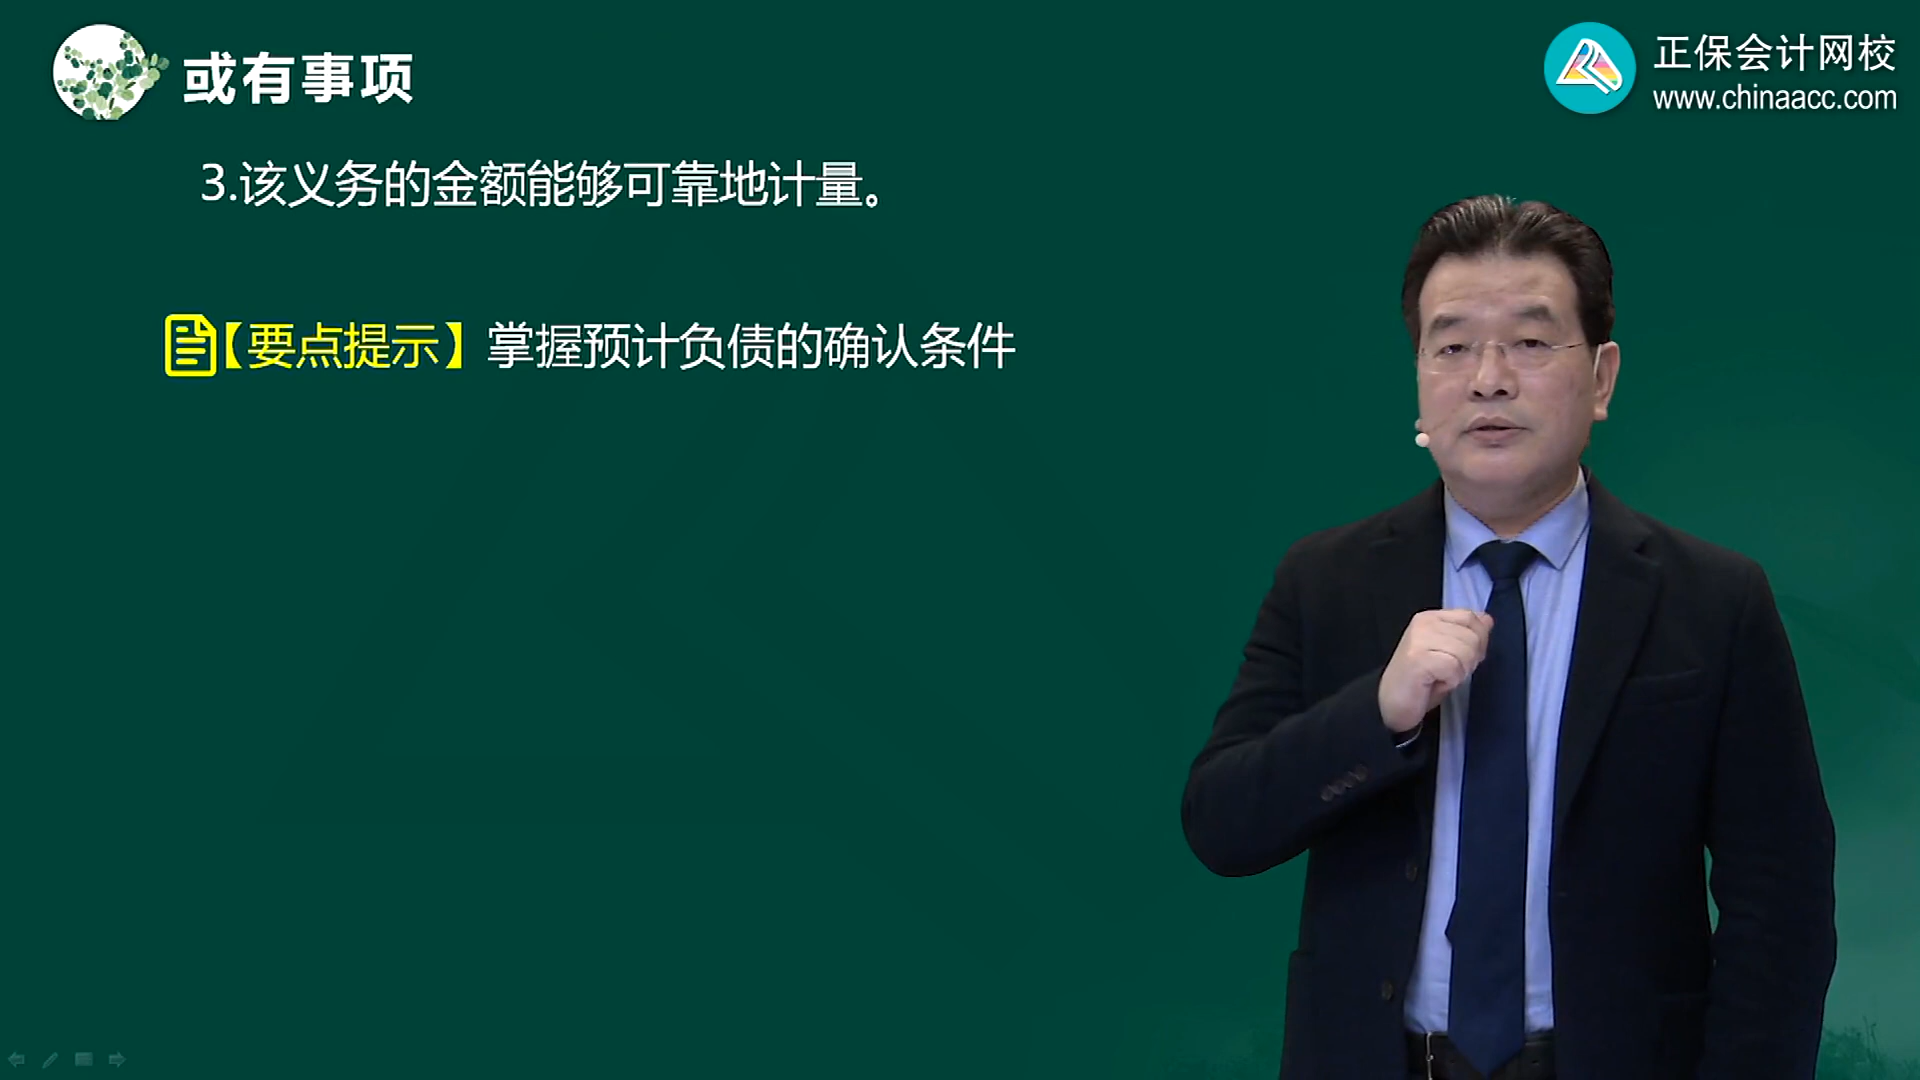 或有事项
正保会计网校
www.chinaacc.com
3.该义务的金额能够可靠地计量。
【要点提示】掌握预计负债的确认条件